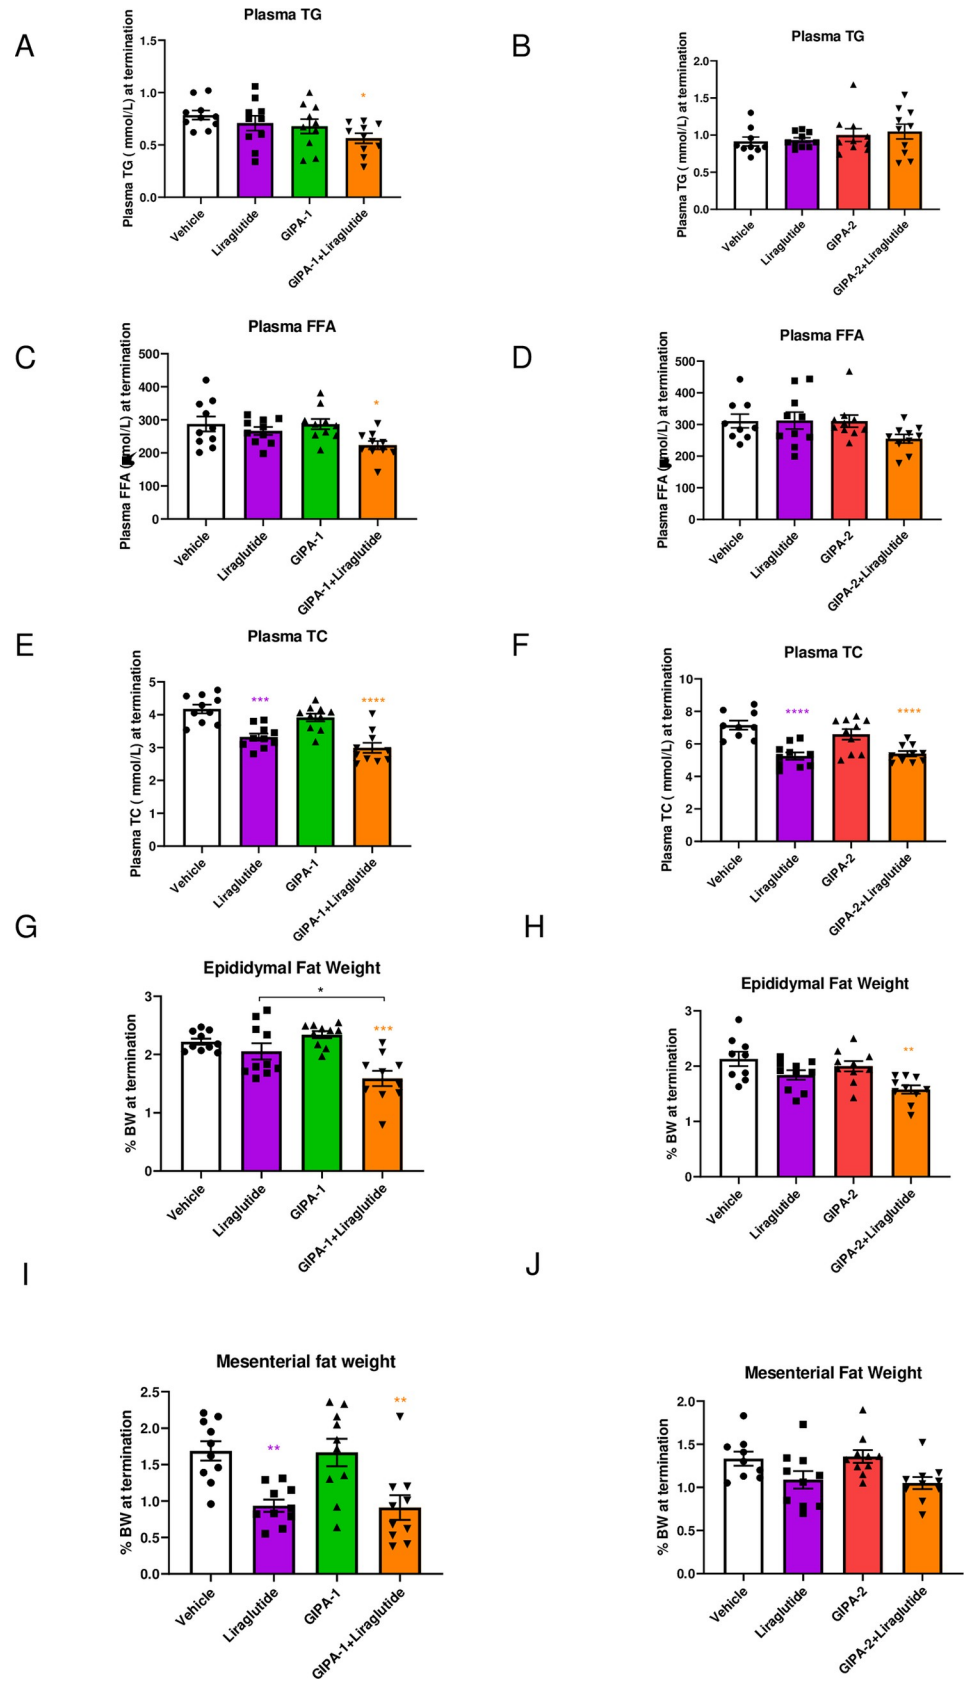 A
Plasma TG
Plasma TG ( mmol/L) at termination
1.5
1.0
0.5
0.0
*
Vehicle
Liraglutide
GIPA-1
GIPA-1+Liraglutide
B
Plasma TG
Plasma TG ( mmol/L) at termination
2.0
1.5
1.0
0.5
0.0
Vehicle
Liraglutide
GIPA-2
GIPA-2+Liraglutide
C
Plasma FFA
Plasma FFA ( mol/L) at termination
500
400
300
200
100
0
*
Vehicle
Liraglutide
GIPA-1
GIPA-1+Liraglutide
D
Plasma FFA
Plasma FFA ( mol/L) at termination
500
400
300
200
100
0
Vehicle
Liraglutide
GIPA-2
GIPA-2+Liraglutide
E
Plasma TC
Plasma TC ( mmol/L) at termination
5
4
3
2
1
0
***
****
Vehicle
Liraglutide
GIPA-1
GIPA-1+Liraglutide
F
Plasma TC
Plasma TC ( mmol/L) at termination
10
8
6
4
2
0
****
****
Vehicle
Liraglutide
GIPA-2
GIPA-2+Liraglutide
G
Epididymal Fat Weight
% BW at termination
3
2
1
0
*
***
Vehicle
Liraglutide
GIPA-1
GIPA-1+Liraglutide
H
Epididymal Fat Weight
% BW at termination
3
2
1
0
**
Vehicle
Liraglutide
GIPA-2
GIPA-2+Liraglutide
I
Mesenterial fat weight
% BW at termination
2.5
2.0
1.5
1.0
0.5
0.0
**
**
Vehicle
Liraglutide
GIPA-1
GIPA-1+Liraglutide
J
Mesenterial Fat Weight
% BW at termination
2.0
1.5
1.0
0.5
0.0
Vehicle
Liraglutide
GIPA-2
GIPA-2+Liraglutide